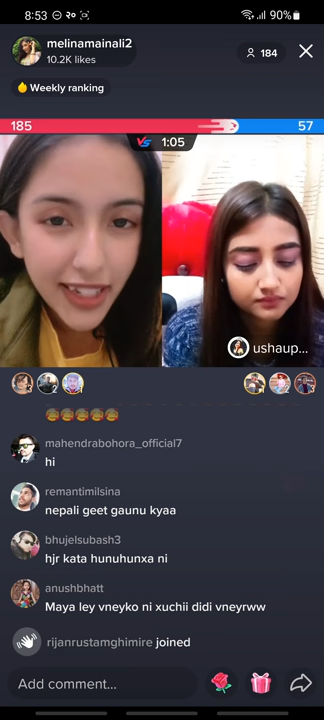 8:53 २० 90%
melinamainali2
10.2K likes
184
Weekly ranking
185
57
VS 1:05
ushaup...
mahendrabohora_official7
hi
remantimilsina
nepali geet gaunu kyaa
bhujelsubash3
hjr kata hunuhunxa ni
anushbhatt
Maya ley vneyko ni xuchii didi vneyrww
rijanrustamghimire joined
Add comment...